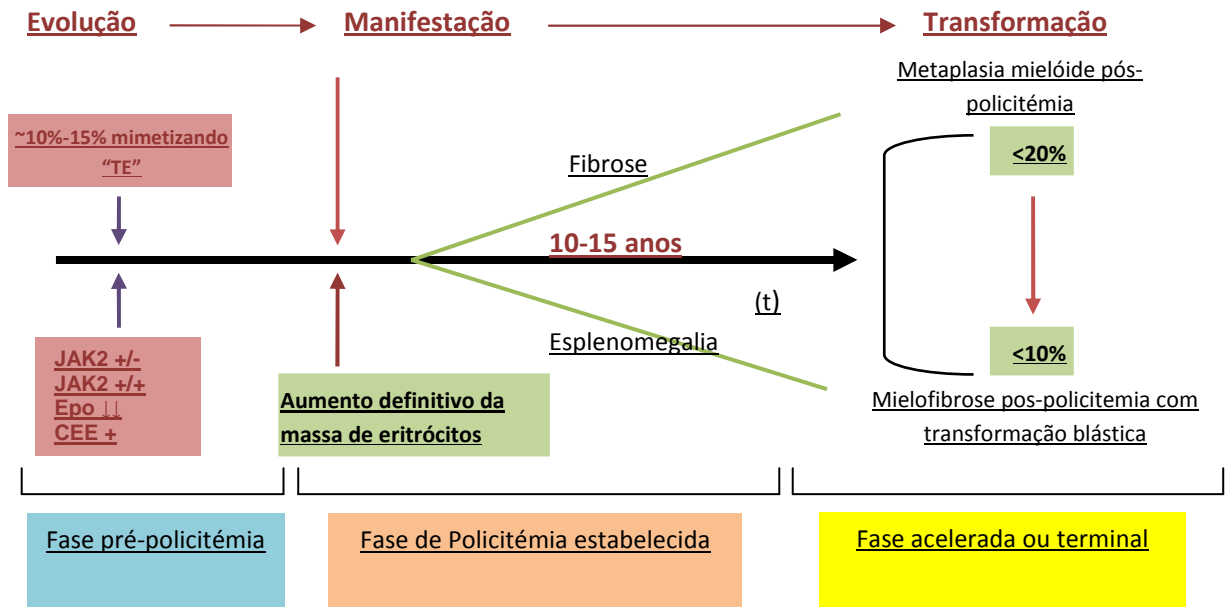 Evolução
Manifestação
Transformação
Metaplasia mielóide pós-
policitémia
~10%-15% mimetizando
“TE”
<20%
Fibrose
10-15 anos
(t)
Esplenomegalia
JAK2 +/-
JAK2 +/+
Epo ↓↓
CEE +
Aumento definitivo da
massa de eritrócitos
<10%
Mielofibrose pos-policitemia com
transformação blástica
Fase pré-policitémia
Fase de Policitémia estabelecida
Fase acelerada ou terminal